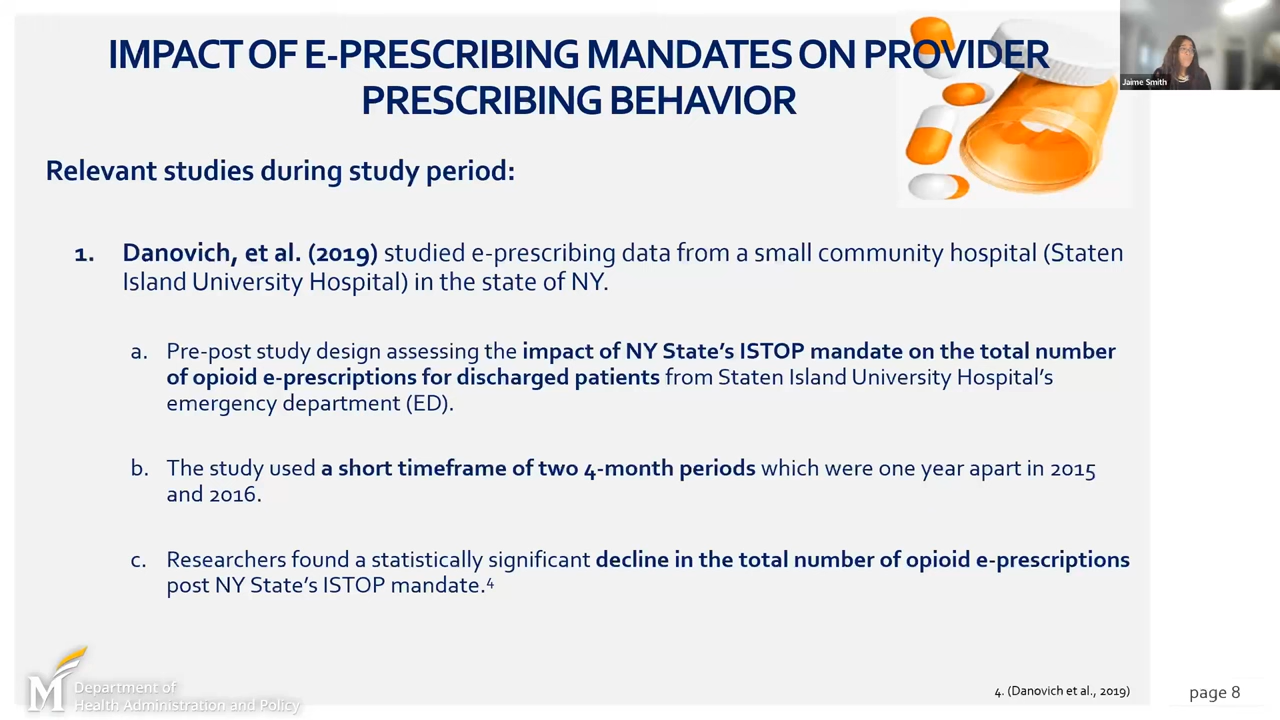 IMPACT OF E-PRESCRIBING MANDATES ON PROVIDER
PRESCRIBING BEHAVIOR
Jaime Smith
Relevant studies during study period:
1. Danovich, et al. (2019) studied e-prescribing data from a small community hospital (Staten
Island University Hospital) in the state of NY.
a. Pre-post study design assessing the impact of NY State's ISTOP mandate on the total number
of opioid e-prescriptions for discharged patients from Staten Island University Hospital's
emergency department (ED).
b. The study used a short timeframe of two 4-month periods which were one year apart in 2015
and 2016.
c. Researchers found a statistically significant decline in the total number of opioid e-prescriptions
post NY State's ISTOP mandate.⁴
M Department of
Health Administration and Policy
4. (Danovich et al., 2019)
page 8